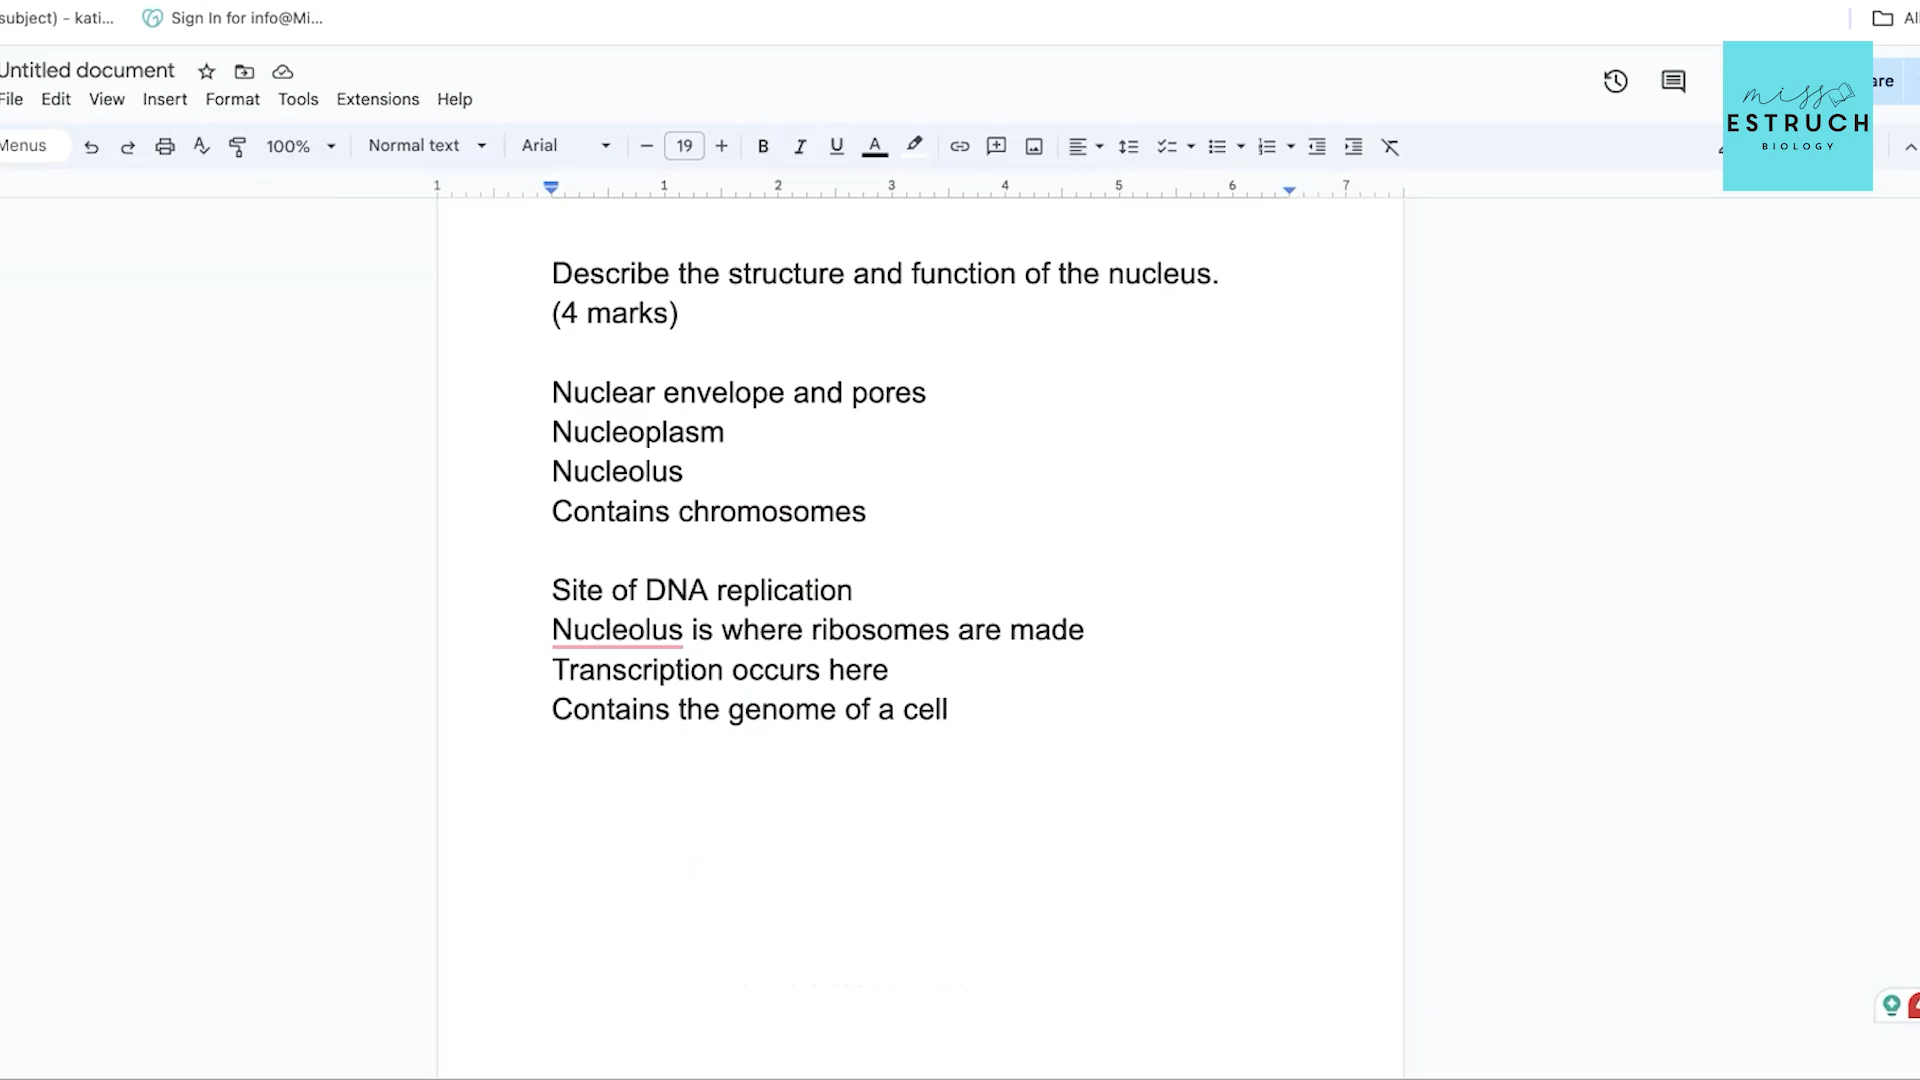 subject) - kati...
Sign In for info@Mi...
Untitled document
File Edit View Insert Format Tools Extensions Help
Menus 100% Normal text Arial 19 B I U A
miss
ESTRUCH
BIOLOGY
1 1 2 3 4 5 6 7
Describe the structure and function of the nucleus.
(4 marks)
Nuclear envelope and pores
Nucleoplasm
Nucleolus
Contains chromosomes
Site of DNA replication
Nucleolus is where ribosomes are made
Transcription occurs here
Contains the genome of a cell